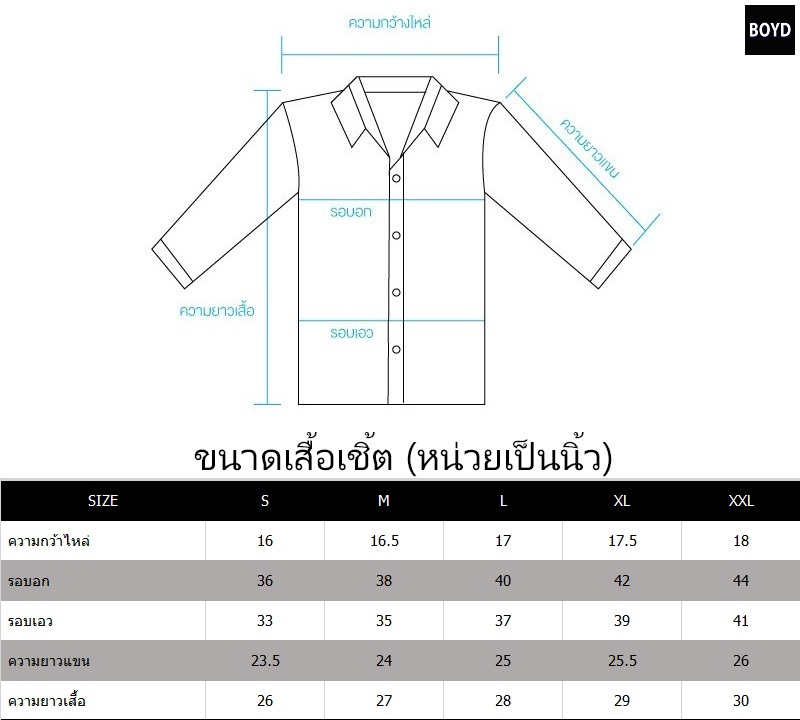 ความกว้างไหล่
BOYD
ความยาวแขน
รอบอก
ความยาวเสื้อ
รอบเอว
ขนาดเสื้อเชิ้ต (หน่วยเป็นนิ้ว)
SIZE S M L XL XXL
ความกว้าไหล่ 16 16.5 17 17.5 18
รอบอก 36 38 40 42 44
รอบเอว 33 35 37 39 41
ความยาวแขน 23.5 24 25 25.5 26
ความยาวเสื้อ 26 27 28 29 30